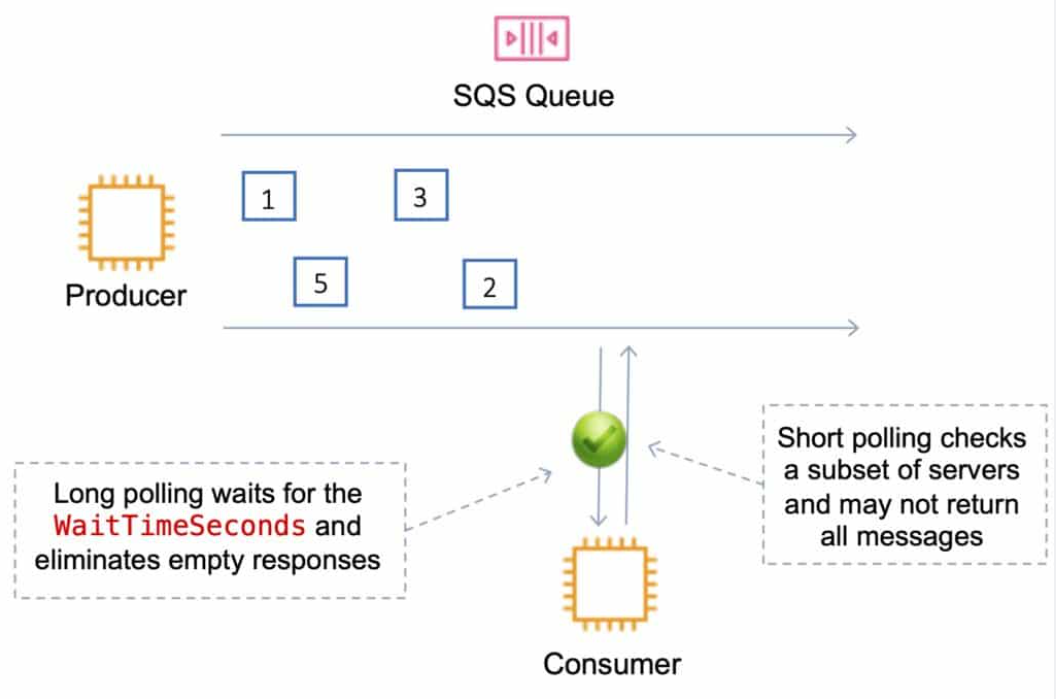 SQS Queue
1
3
5
2
Producer
Long polling waits for the
WaitTimeSeconds and
eliminates empty responses
Short polling checks
a subset of servers
and may not return
all messages
Consumer